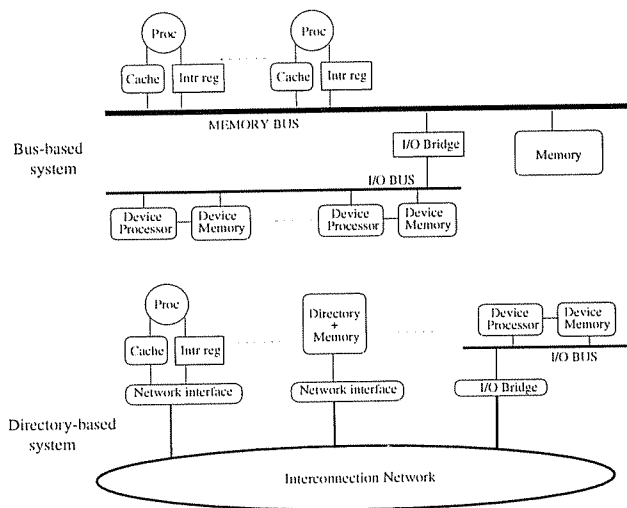 Proc
Proc
Cache
Intr reg
Cache
Intr reg
MEMORY BUS
Bus-based
system
I/O Bridge
Memory
I/O BUS
Device
Processor
Device
Memory
Device
Processor
Device
Memory
Proc
Directory
+
Memory
Device
Processor
Device
Memory
Cache
Intr reg
I/O BUS
Network interface
Network interface
I/O Bridge
Directory-based
system
Interconnection Network